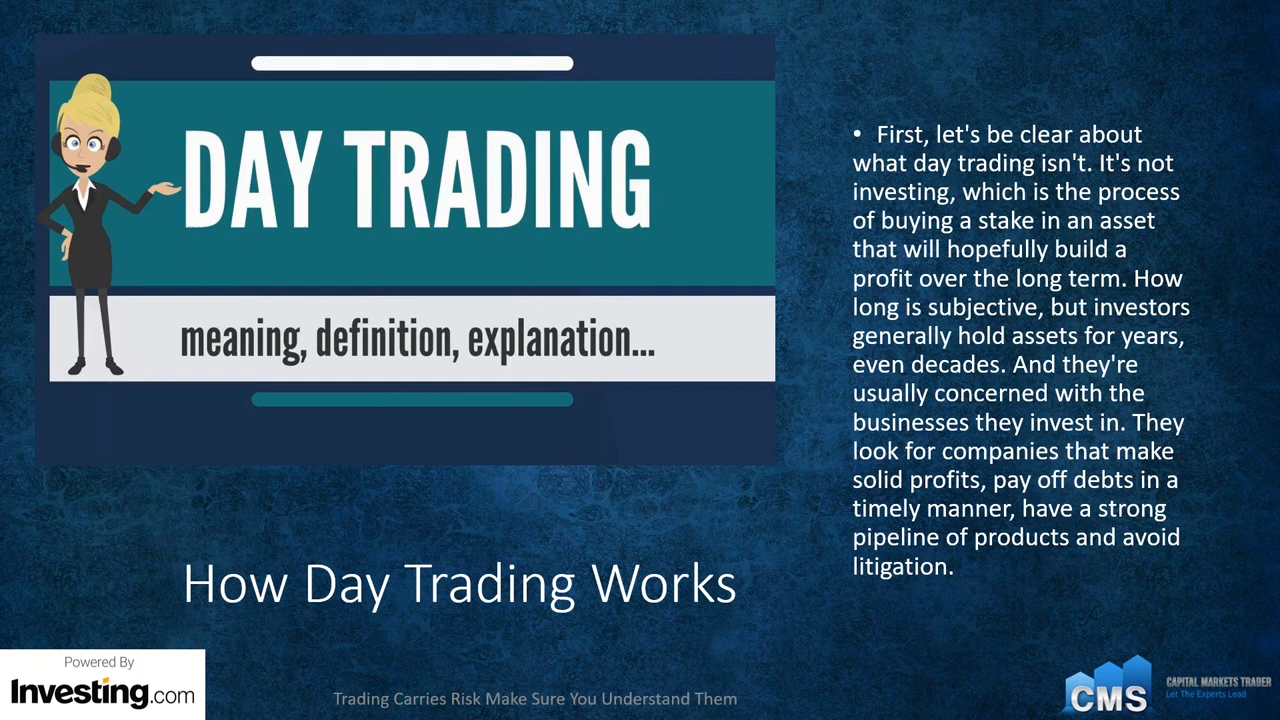 DAY TRADING
meaning, definition, explanation...
How Day Trading Works
• First, let's be clear about
what day trading isn't. It's not
investing, which is the process
of buying a stake in an asset
that will hopefully build a
profit over the long term. How
long is subjective, but investors
generally hold assets for years,
even decades. And they're
usually concerned with the
businesses they invest in. They
look for companies that make
solid profits, pay off debts in a
timely manner, have a strong
pipeline of products and avoid
litigation.
Powered By
Investing.com
Trading Carries Risk Make Sure You Understand Them
CMS
CAPITAL MARKETS TRADER
Let The Experts Lead